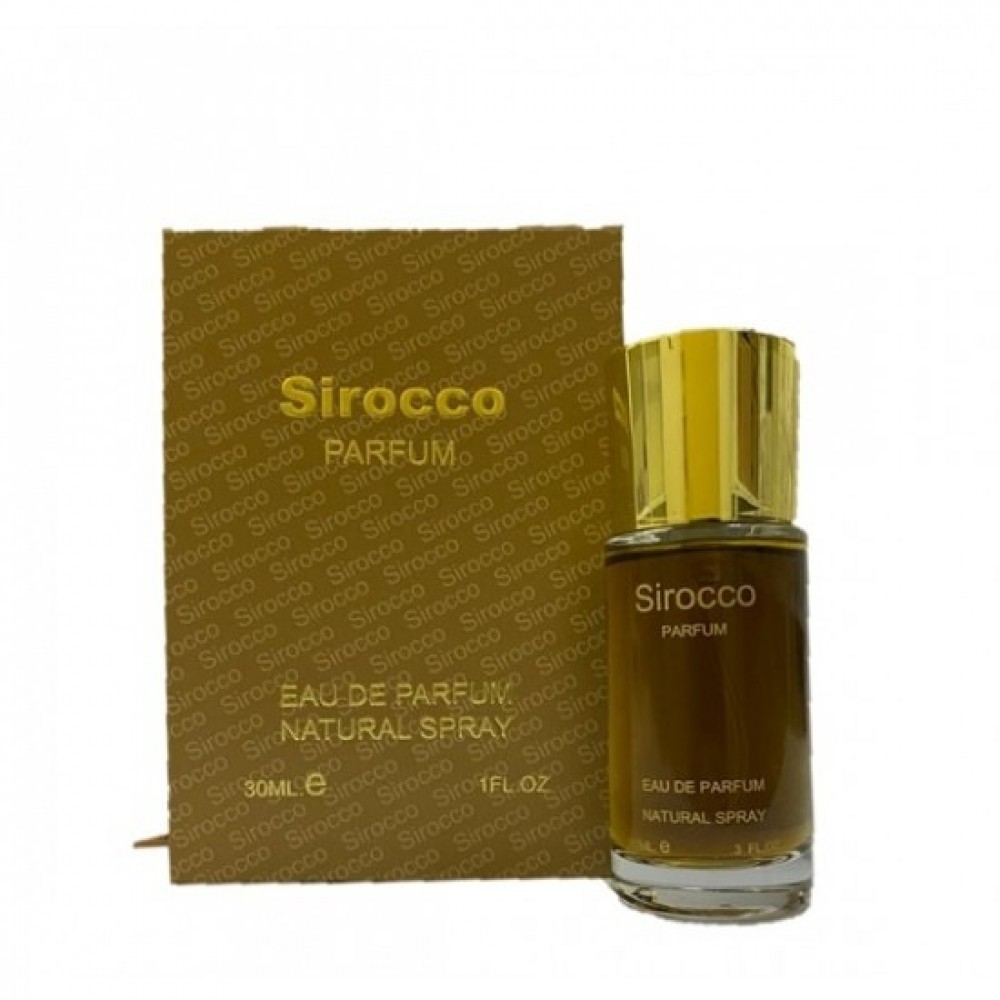 Sirocco
PARFUM
EAU DE PARFUM
NATURAL SPRAY
30ML.e 1FL.OZ
Sirocco
PARFUM
EAU DE PARFUM
NATURAL SPRAY